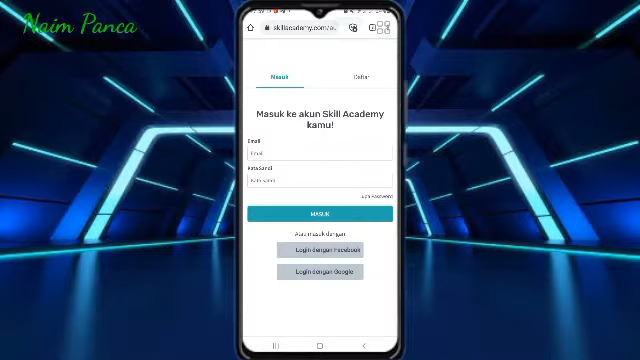 Naim Panca
skillacademy.com/au
Masuk
Daftar
Masuk ke akun Skill Academy
kamu!
Email
Email
Kata Sandi
Kata Sandi
Lupa Password
MASUK
Atau masuk dengan
Login dengan Facebook
Login dengan Google